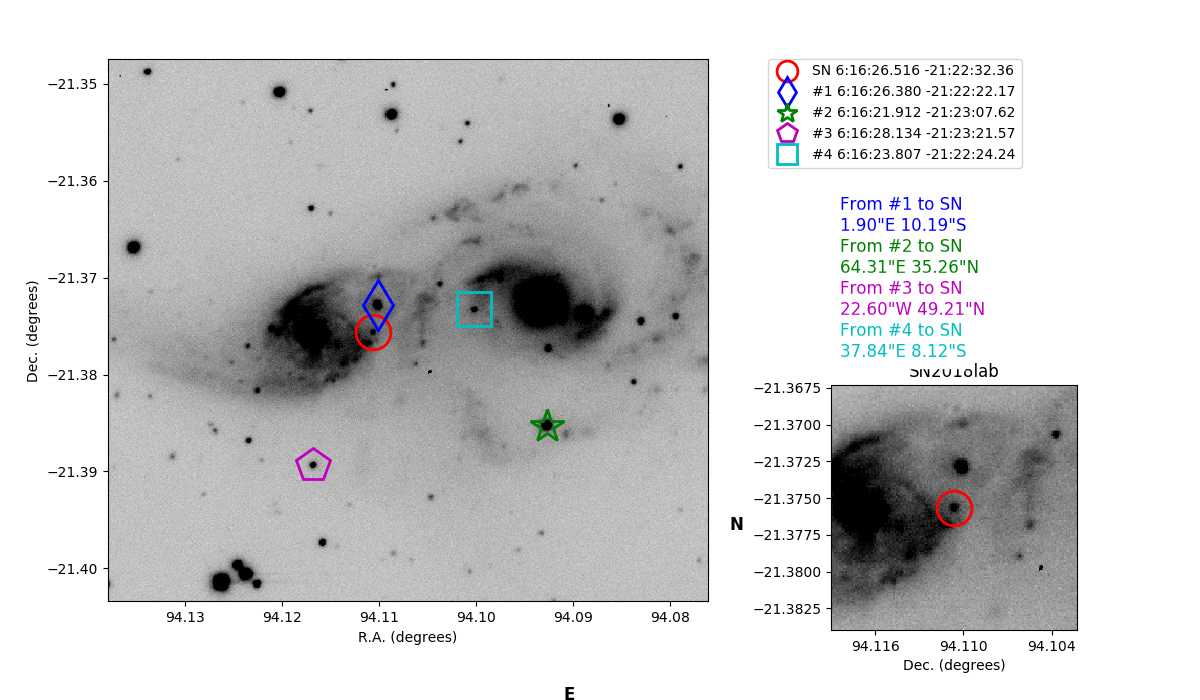 SN 6:16:26.516 -21:22:32.36
#1 6:16:26.380 -21:22:22.17
#2 6:16:21.912 -21:23:07.62
#3 6:16:28.134 -21:23:21.57
#4 6:16:23.807 -21:22:24.24
From #1 to SN
1.90"E 10.19"S
From #2 to SN
64.31"E 35.26"N
From #3 to SN
22.60"W 49.21"N
From #4 to SN
37.84"E 8.12"S
−21.35
−21.36
−21.37
−21.38
−21.39
−21.40
Dec. (degrees)
94.13 94.12 94.11 94.10 94.09 94.08
R.A. (degrees)
SN2018lab
−21.3675
−21.3700
−21.3725
−21.3750
−21.3775
−21.3800
−21.3825
N
94.116 94.110 94.104
Dec. (degrees)
E